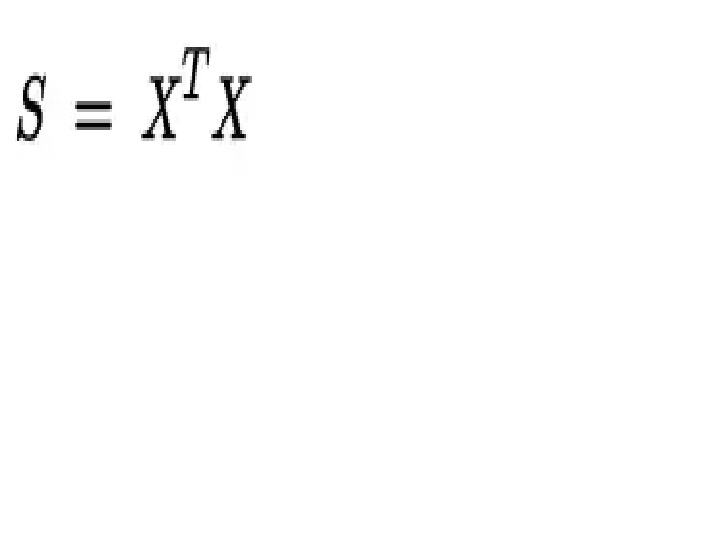 S = X^T X